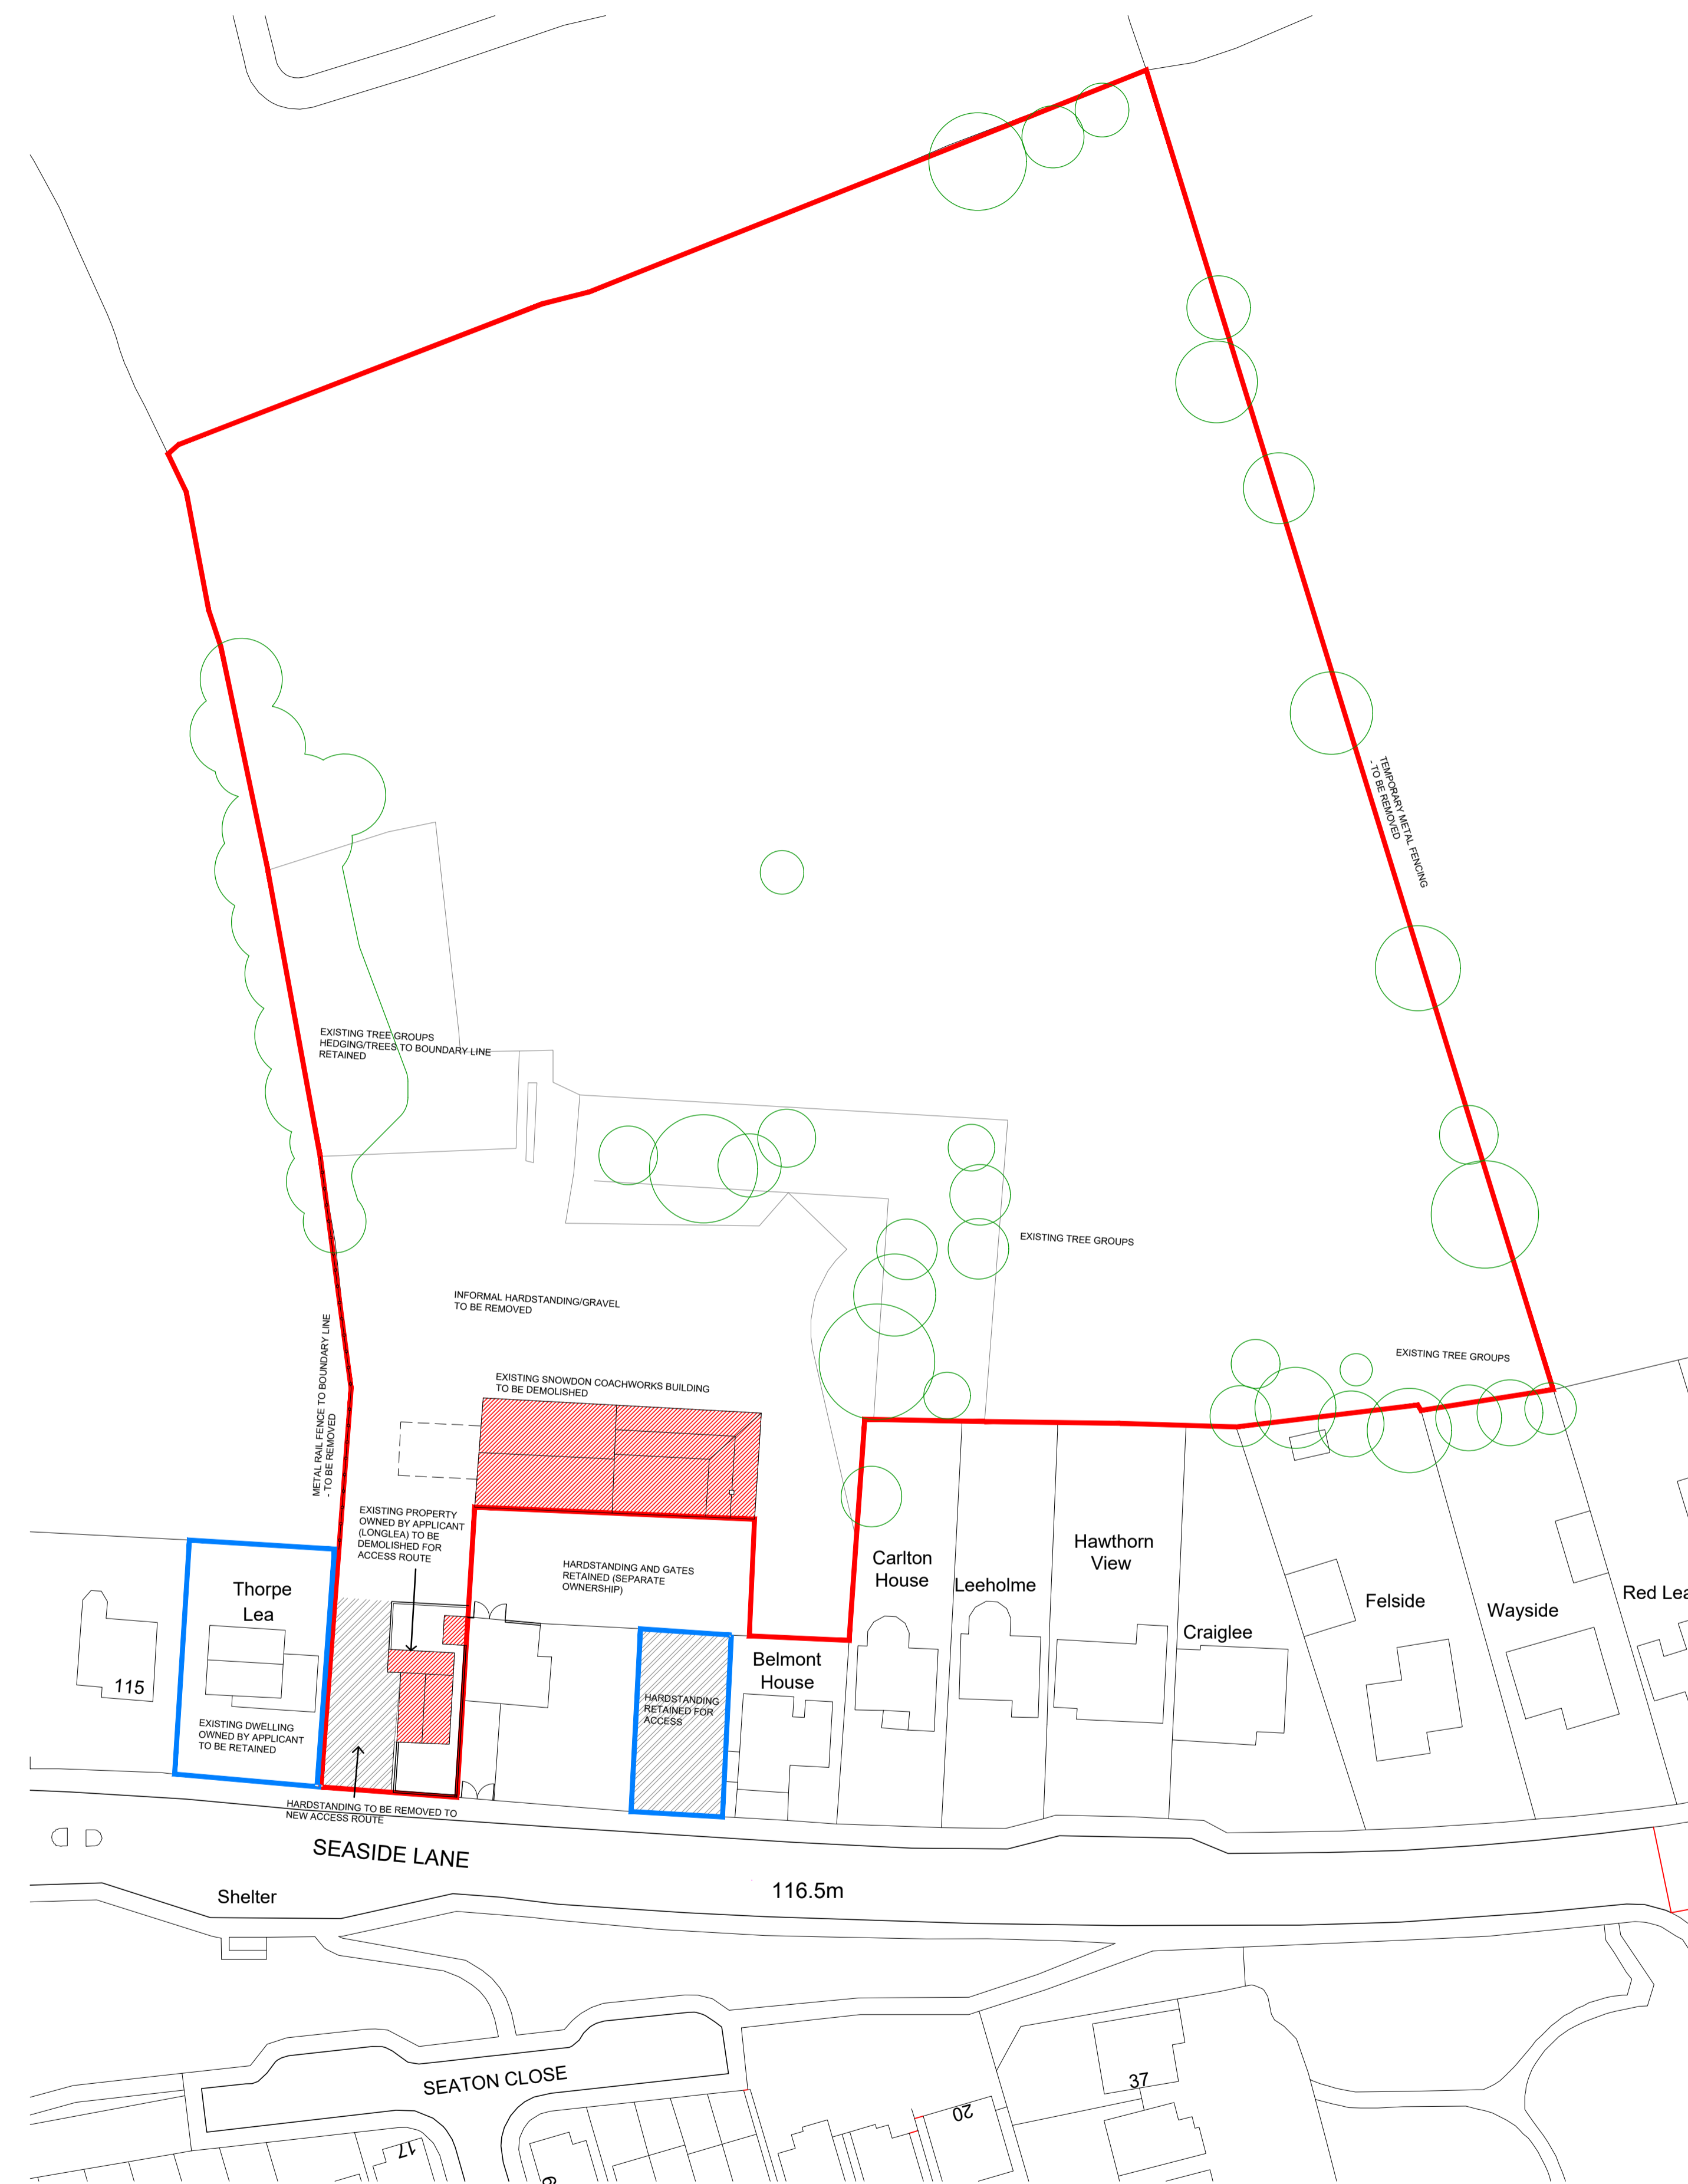 TEMPORARY METAL FENCING
- TO BE REMOVED
EXISTING TREE GROUPS
HEDGING/TREES TO BOUNDARY LINE
RETAINED
EXISTING TREE GROUPS
INFORMAL HARDSTANDING/GRAVEL
TO BE REMOVED
METAL RAIL FENCE TO BOUNDARY LINE
- TO BE REMOVED
EXISTING SNOWDON COACHWORKS BUILDING
TO BE DEMOLISHED
EXISTING TREE GROUPS
EXISTING PROPERTY
OWNED BY APPLICANT
(LONGLEA) TO BE
DEMOLISHED FOR
ACCESS ROUTE
HARDSTANDING AND GATES
RETAINED (SEPARATE
OWNERSHIP)
Thorpe
Lea
Carlton
House
Leeholme
Hawthorn
View
Craiglee
Felside
Wayside
Red Lea
115
EXISTING DWELLING
OWNED BY APPLICANT
TO BE RETAINED
HARDSTANDING
RETAINED FOR
ACCESS
Belmont
House
HARDSTANDING TO BE REMOVED TO
NEW ACCESS ROUTE
SEASIDE LANE
116.5m
Shelter
SEATON CLOSE
37
20
17